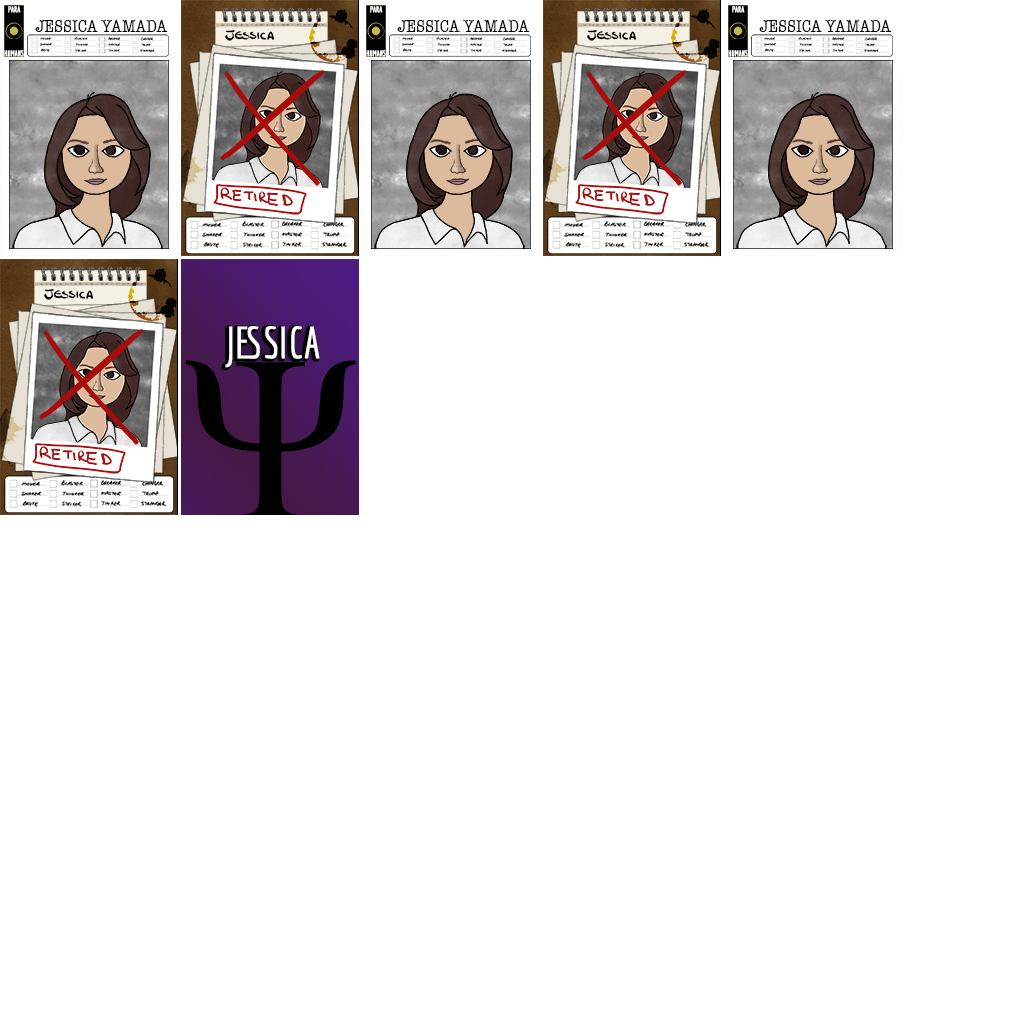 PARA
HUMANS
JESSICA YAMADA
MOVER BLASTER BREAKER CHANGER
SHAKER THINKER MASTER TRUMP
BRUTE STRIKER TINKER STRANGER
JESSICA
RETIRED
MOVER BLASTER BREAKER CHANGER
SHAKER THINKER MASTER TRUMP
BRUTE STRIKER TINKER STRANGER
PARA
HUMANS
JESSICA YAMADA
MOVER BLASTER BREAKER CHANGER
SHAKER THINKER MASTER TRUMP
BRUTE STRIKER TINKER STRANGER
JESSICA
RETIRED
MOVER BLASTER BREAKER CHANGER
SHAKER THINKER MASTER TRUMP
BRUTE STRIKER TINKER STRANGER
PARA
HUMANS
JESSICA YAMADA
MOVER BLASTER BREAKER CHANGER
SHAKER THINKER MASTER TRUMP
BRUTE STRIKER TINKER STRANGER
JESSICA
RETIRED
MOVER BLASTER BREAKER CHANGER
SHAKER THINKER MASTER TRUMP
BRUTE STRIKER TINKER STRANGER
JESSICA
Ψ